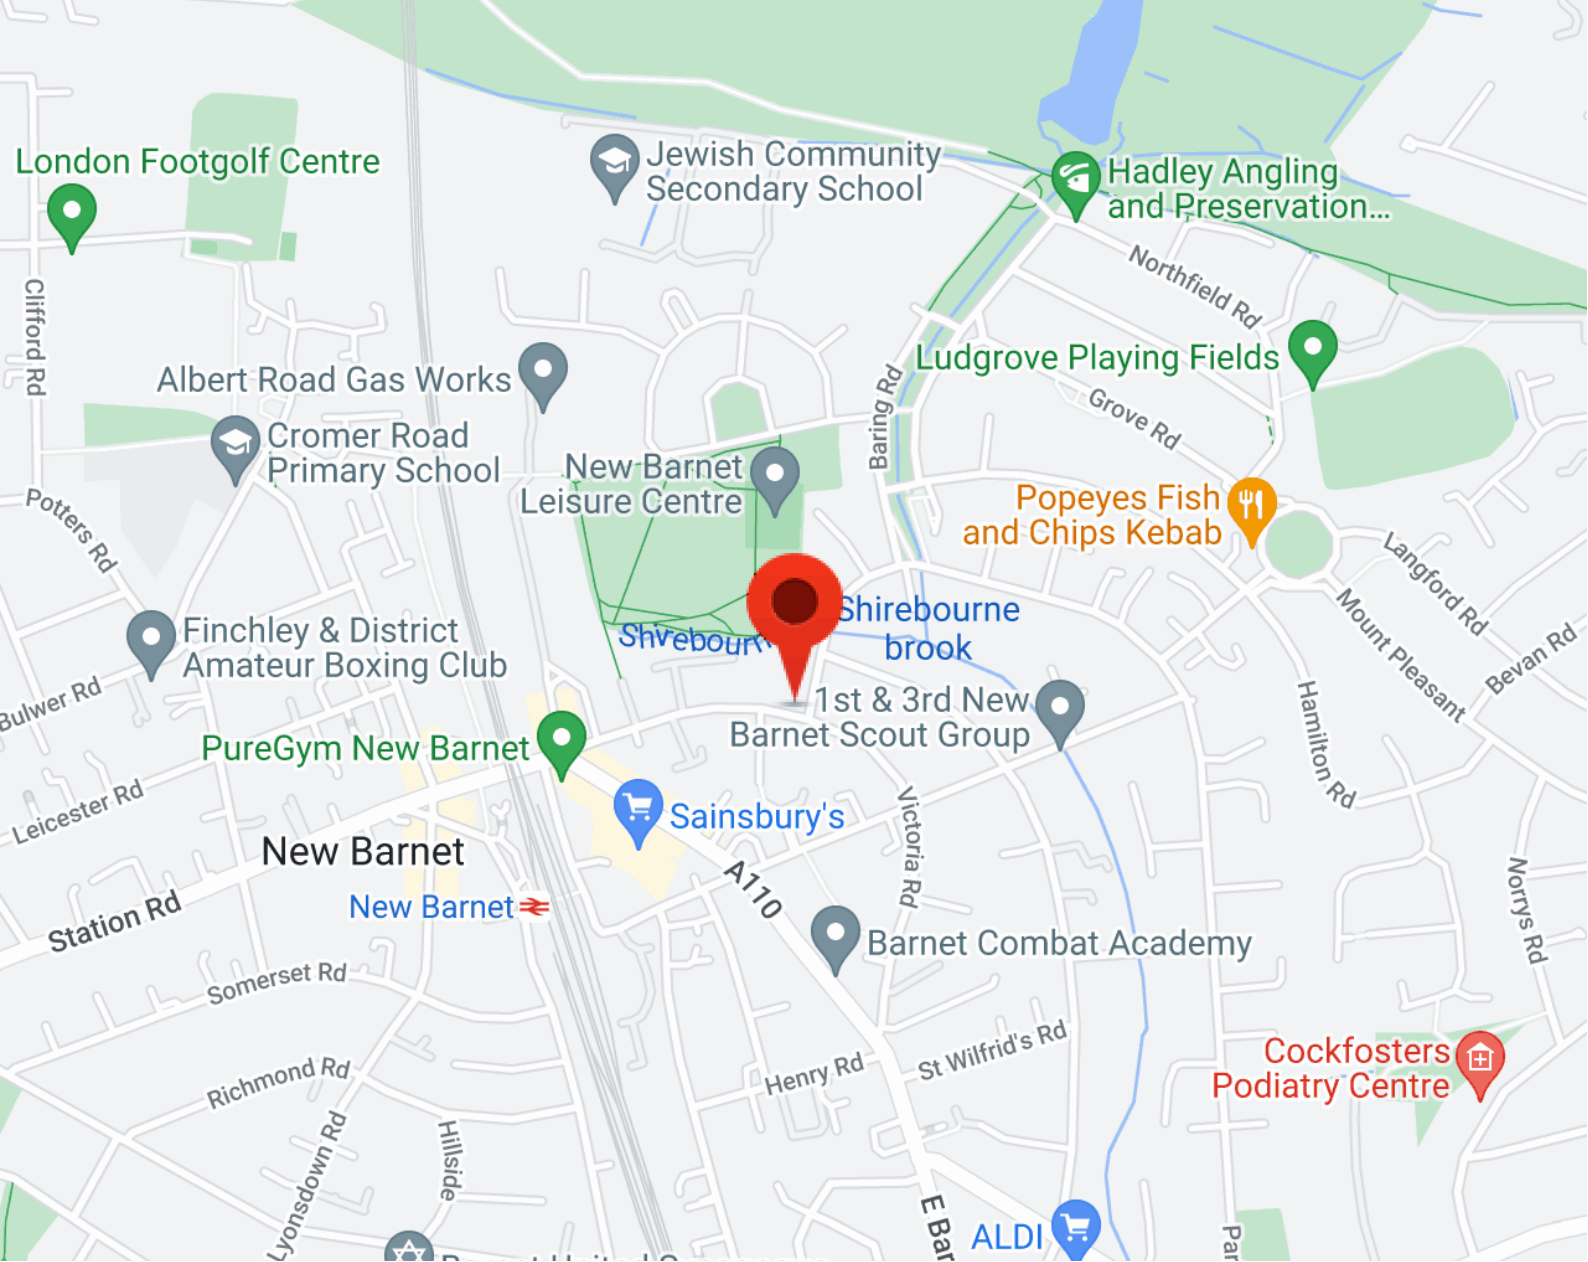 London Footgolf Centre
Jewish Community
Secondary School
Hadley Angling
and Preservation...
Northfield Rd
Clifford Rd
Albert Road Gas Works
Ludgrove Playing Fields
Baring Rd
Grove Rd
Cromer Road
Primary School
New Barnet
Leisure Centre
Popeyes Fish
and Chips Kebab
Potters Rd
Langford Rd
Mount Pleasant
Bevan Rd
Finchley & District
Amateur Boxing Club
Shirebourne
brook
Bulwer Rd
1st & 3rd New
Barnet Scout Group
Hamilton Rd
PureGym New Barnet
Leicester Rd
Sainsbury's
Victoria Rd
New Barnet
A110
New Barnet
Station Rd
Norrys Rd
Barnet Combat Academy
Somerset Rd
St Wilfrid's Rd
Henry Rd
Cockfosters
Podiatry Centre
Richmond Rd
Lyonsdown Rd
Hillside
E Bar
ALDI
Par